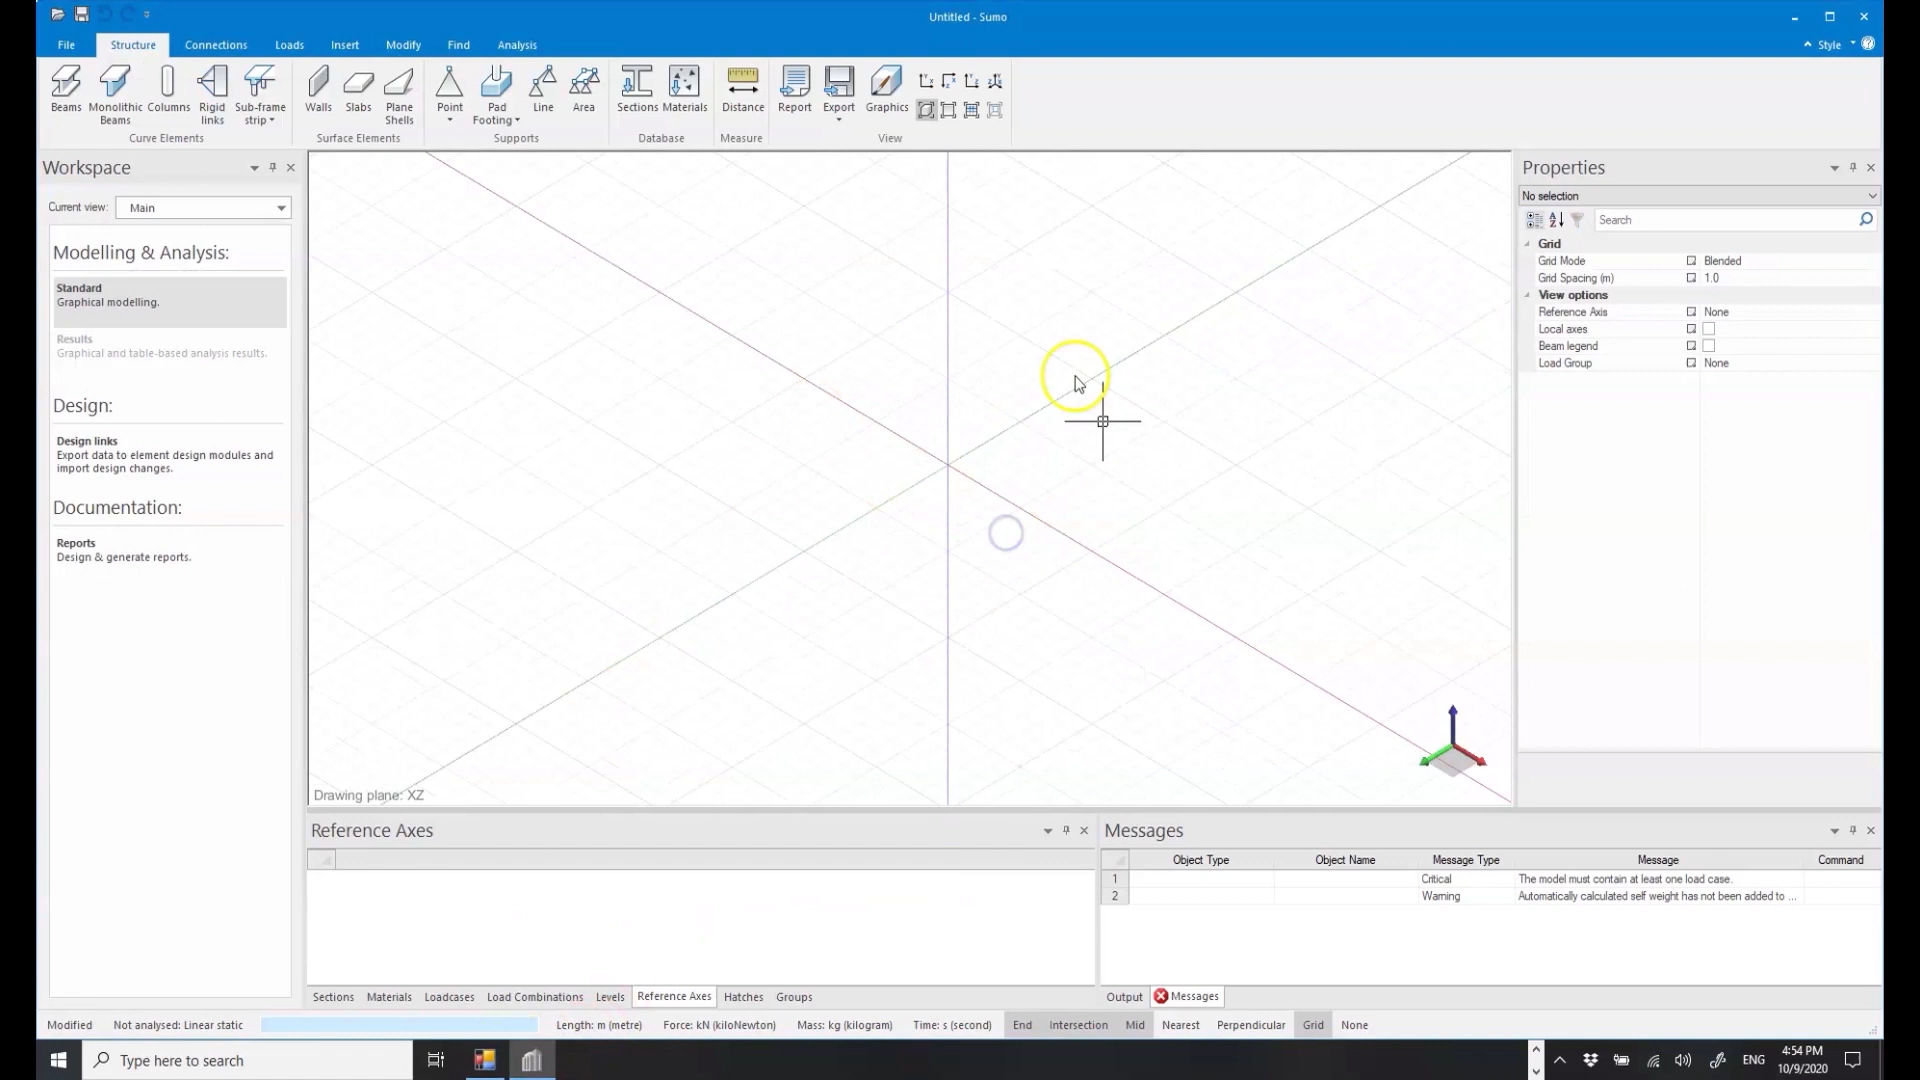 Untitled - Sumo
File Structure Connections Loads Insert Modify Find Analysis Style
Beams Monolithic Beams Columns Rigid links Sub-frame strip Walls Slabs Plane Shells Point Pad Footing Line Area Sections Materials Distance Report Export Graphics
Curve Elements Surface Elements Supports Database Measure View
Workspace
Current view: Main
Modelling & Analysis:
Standard
Graphical modelling.
Results
Graphical and table-based analysis results.
Design:
Design links
Export data to element design modules and
import design changes.
Documentation:
Reports
Design & generate reports.
Drawing plane: XZ
Properties
No selection
Search
Grid
Grid Mode Blended
Grid Spacing (m) 1.0
View options
Reference Axis None
Local axes
Beam legend
Load Group None
Reference Axes
Sections Materials Loadcases Load Combinations Levels Reference Axes Hatches Groups
Messages
Object Type Object Name Message Type Message Command
1 Critical The model must contain at least one load case.
2 Warning Automatically calculated self weight has not been added to ...
Output Messages
Modified Not analysed: Linear static Length: m (metre) Force: kN (kiloNewton) Mass: kg (kilogram) Time: s (second) End Intersection Mid Nearest Perpendicular Grid None
Type here to search
ENG
4:54 PM
10/9/2020